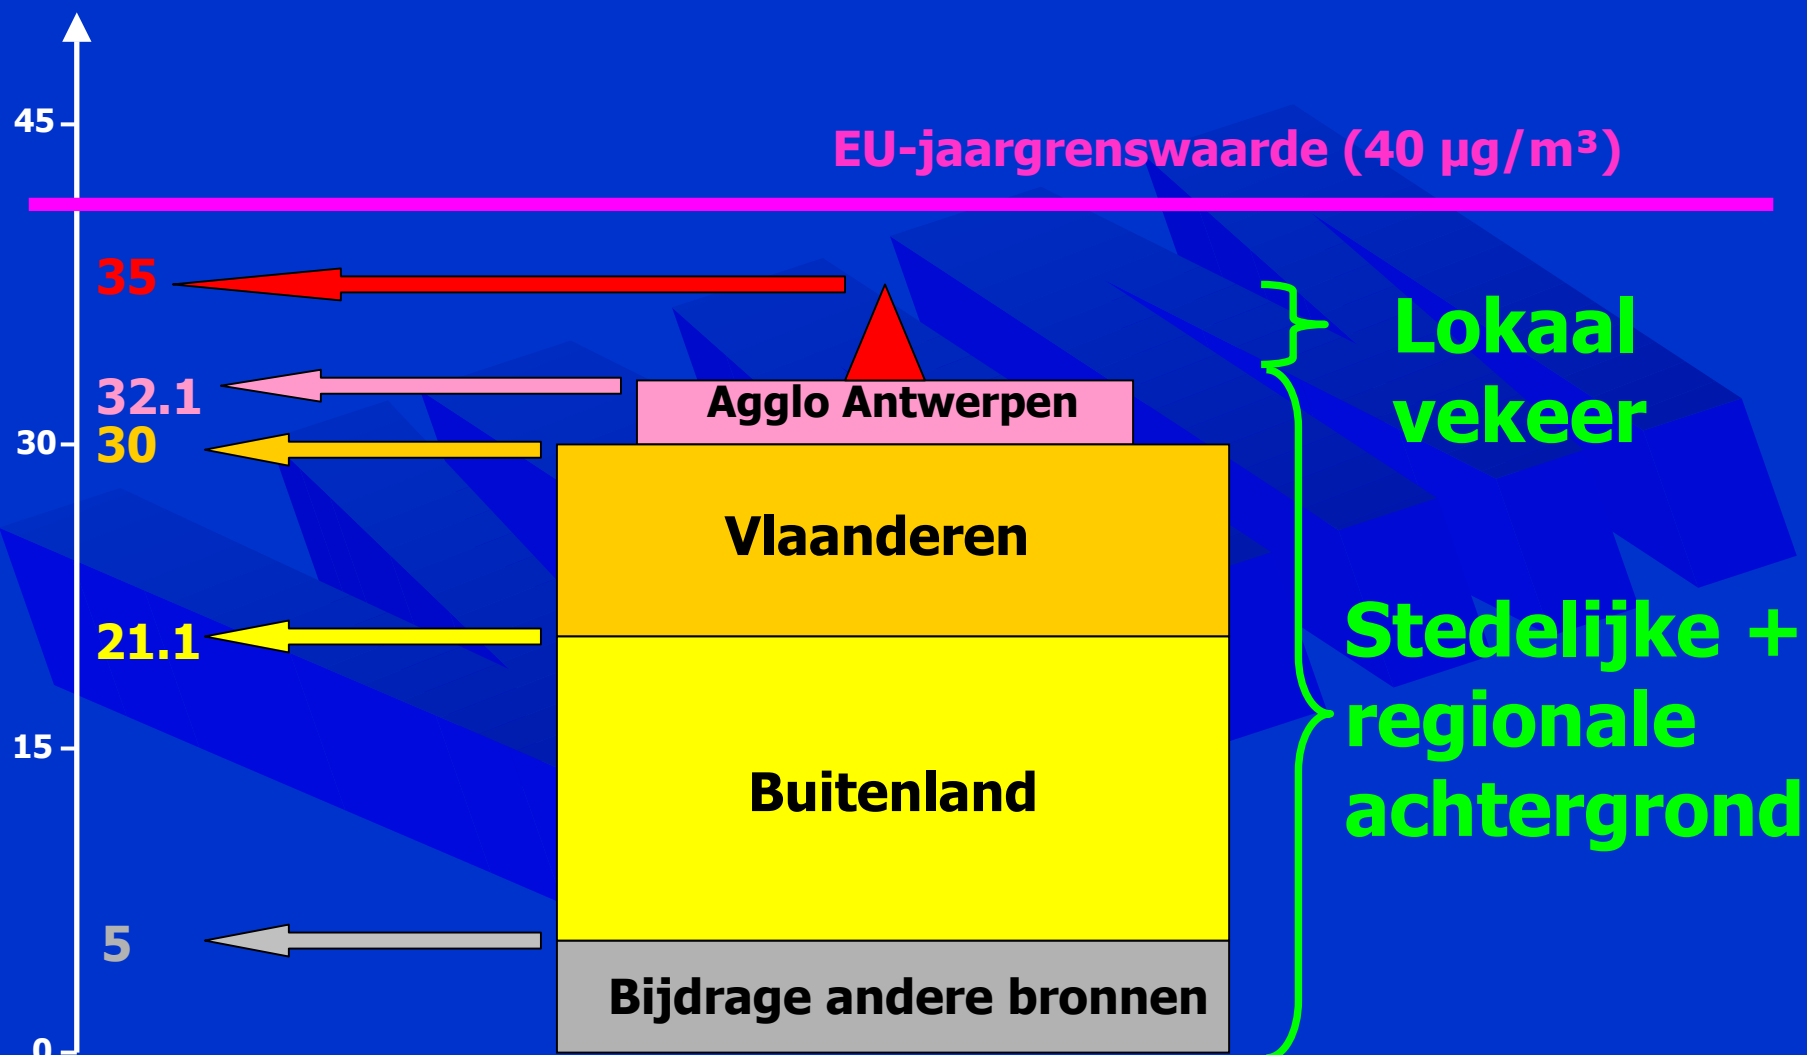 45
EU-jaargrenswaarde (40 µg/m³)
35
Lokaal
vekeer
32.1
Agglo Antwerpen
30
30
Vlaanderen
21.1
Stedelijke +
regionale
achtergrond
15
Buitenland
5
Bijdrage andere bronnen
0